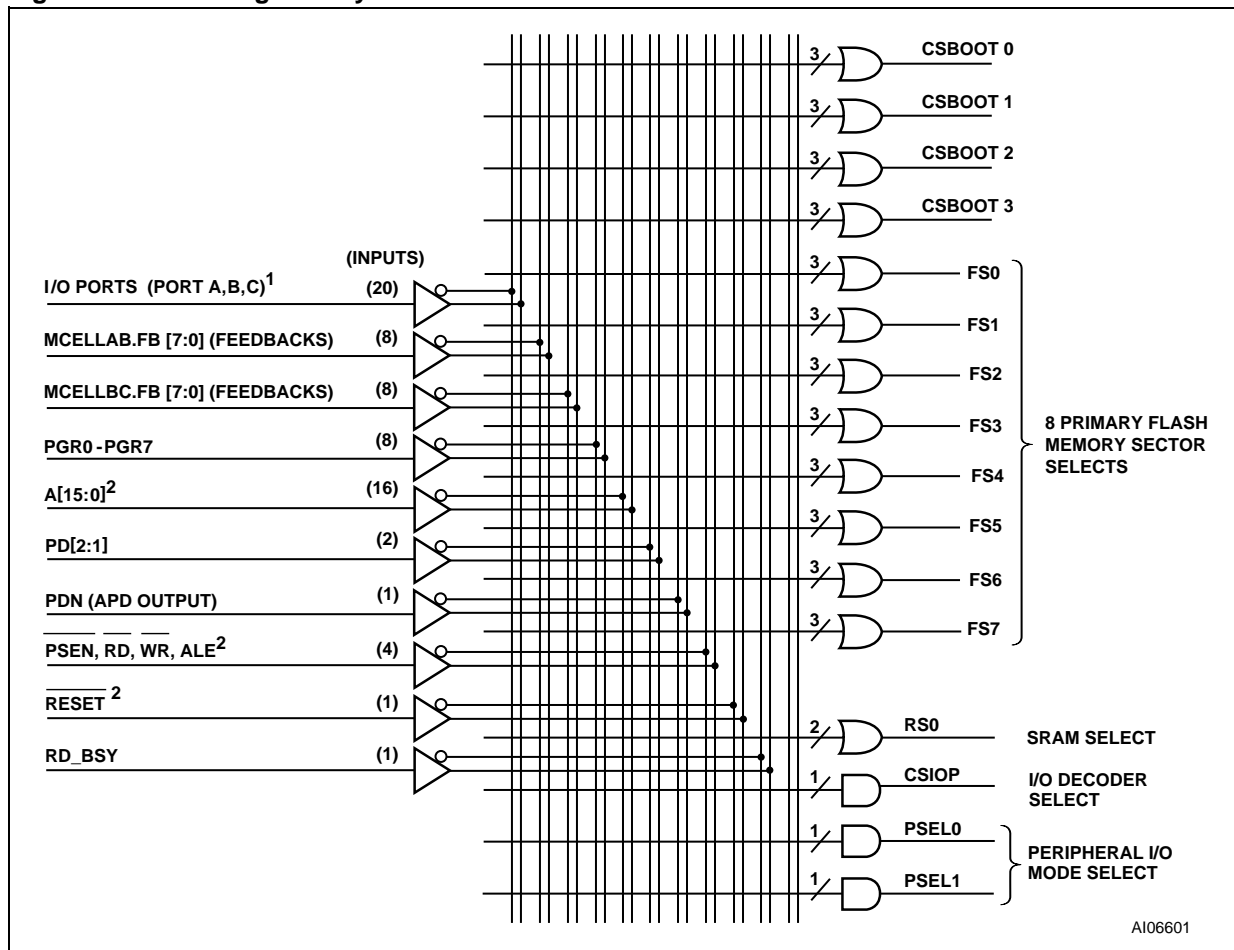 3 CSBOOT 0
3 CSBOOT 1
3 CSBOOT 2
3 CSBOOT 3
(INPUTS)
I/O PORTS (PORT A,B,C)1 (20)
MCELLAB.FB [7:0] (FEEDBACKS) (8)
MCELLBC.FB [7:0] (FEEDBACKS) (8)
PGR0 -PGR7 (8)
A[15:0]2 (16)
PD[2:1] (2)
PDN (APD OUTPUT) (1)
PSEN, RD, WR, ALE2 (4)
RESET 2 (1)
RD_BSY (1)
3 FS0
3 FS1
3 FS2
3 FS3
3 FS4
3 FS5
3 FS6
3 FS7
8 PRIMARY FLASH
MEMORY SECTOR
SELECTS
2 RS0 SRAM SELECT
1 CSIOP I/O DECODER
SELECT
1 PSEL0
1 PSEL1
PERIPHERAL I/O
MODE SELECT
AI06601